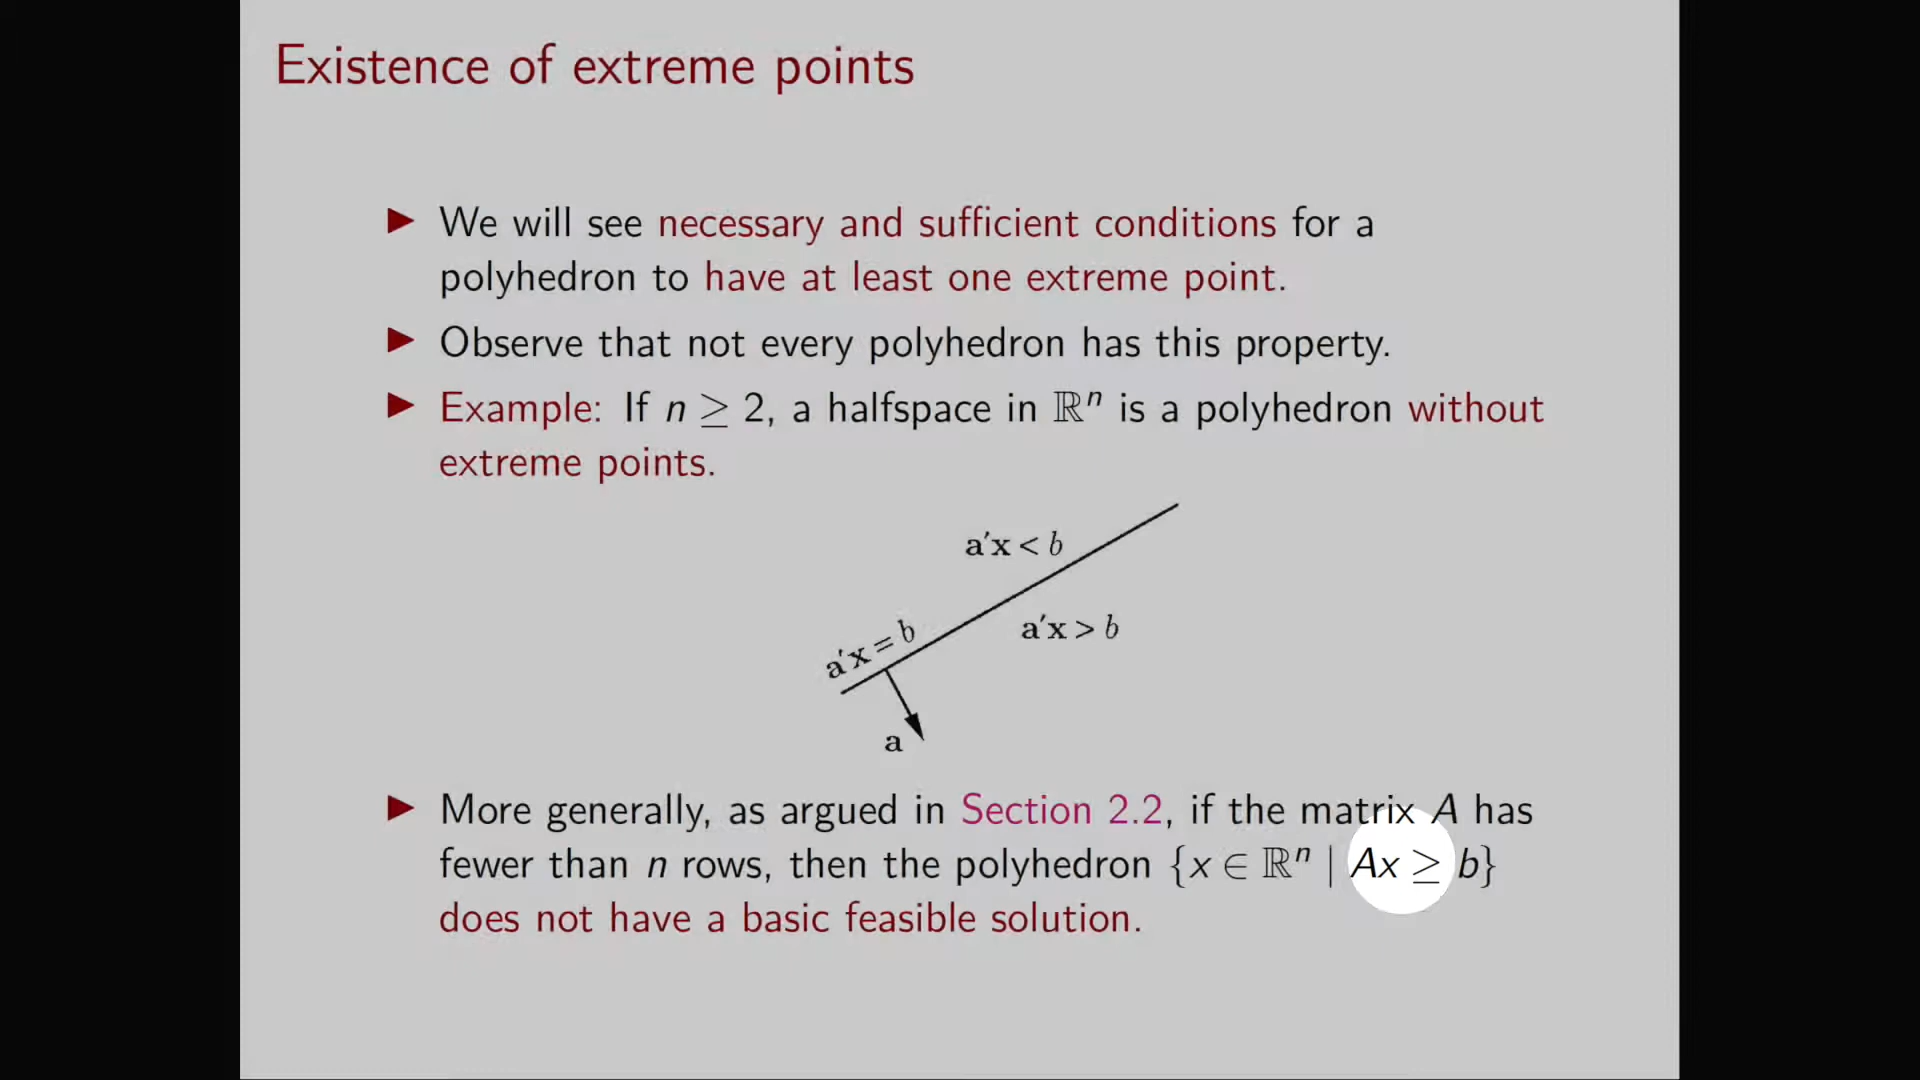 Existence of extreme points
▶ We will see necessary and sufficient conditions for a
polyhedron to have at least one extreme point.
▶ Observe that not every polyhedron has this property.
▶ Example: If n ≥ 2, a halfspace in ℝⁿ is a polyhedron without
extreme points.
a′x < b
a′x = b
a′x > b
a
▶ More generally, as argued in Section 2.2, if the matrix A has
fewer than n rows, then the polyhedron {x ∈ ℝⁿ | Ax ≥ b}
does not have a basic feasible solution.